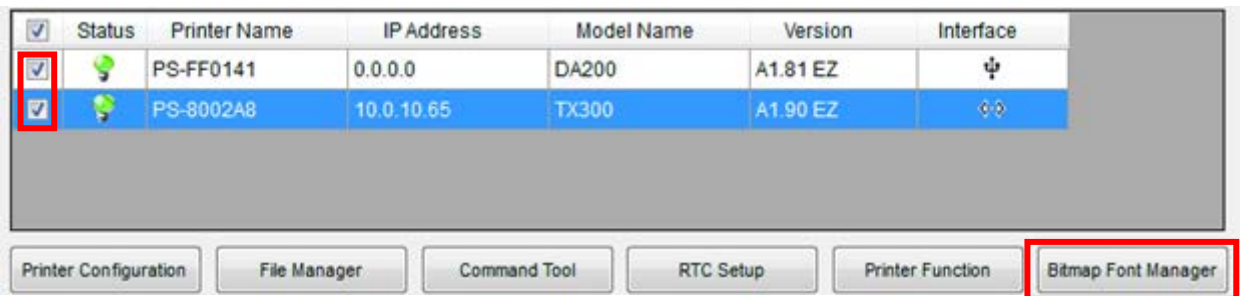 Status Printer Name IP Address Model Name Version Interface
PS-FF0141 0.0.0.0 DA200 A1.81 EZ
PS-8002A8 10.0.10.65 TX300 A1.90 EZ
Printer Configuration File Manager Command Tool RTC Setup Printer Function Bitmap Font Manager